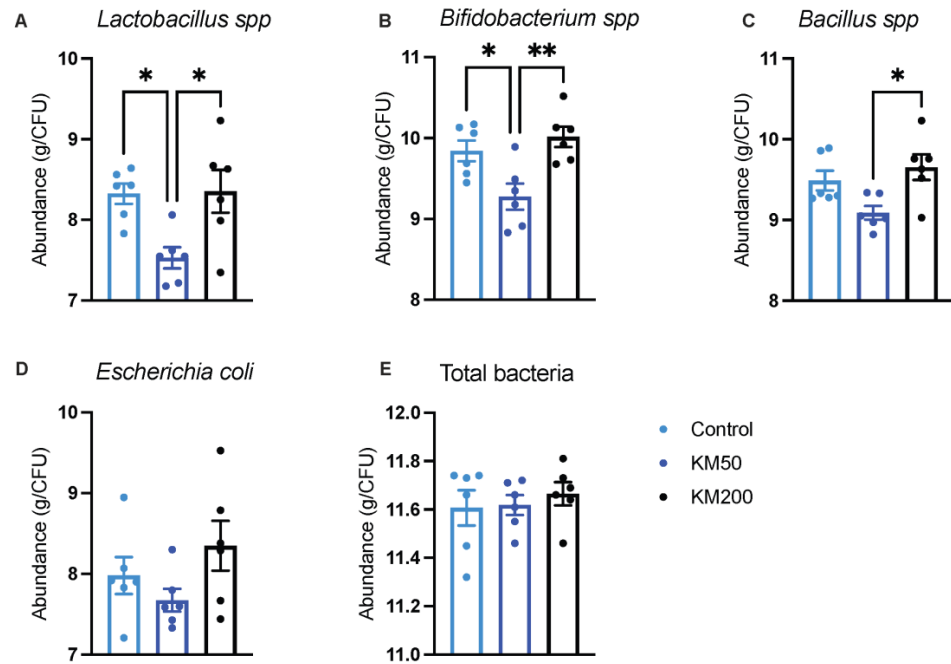 A
Lactobacillus spp
Abundance (g/CFU)
9
8
7
*
*
B
Bifidobacterium spp
Abundance (g/CFU)
11
10
9
8
*
**
C
Bacillus spp
Abundance (g/CFU)
11
10
9
8
*
D
Escherichia coli
Abundance (g/CFU)
10
9
8
7
E
Total bacteria
Abundance (g/CFU)
12.0
11.8
11.6
11.4
11.2
11.0
Control
KM50
KM200